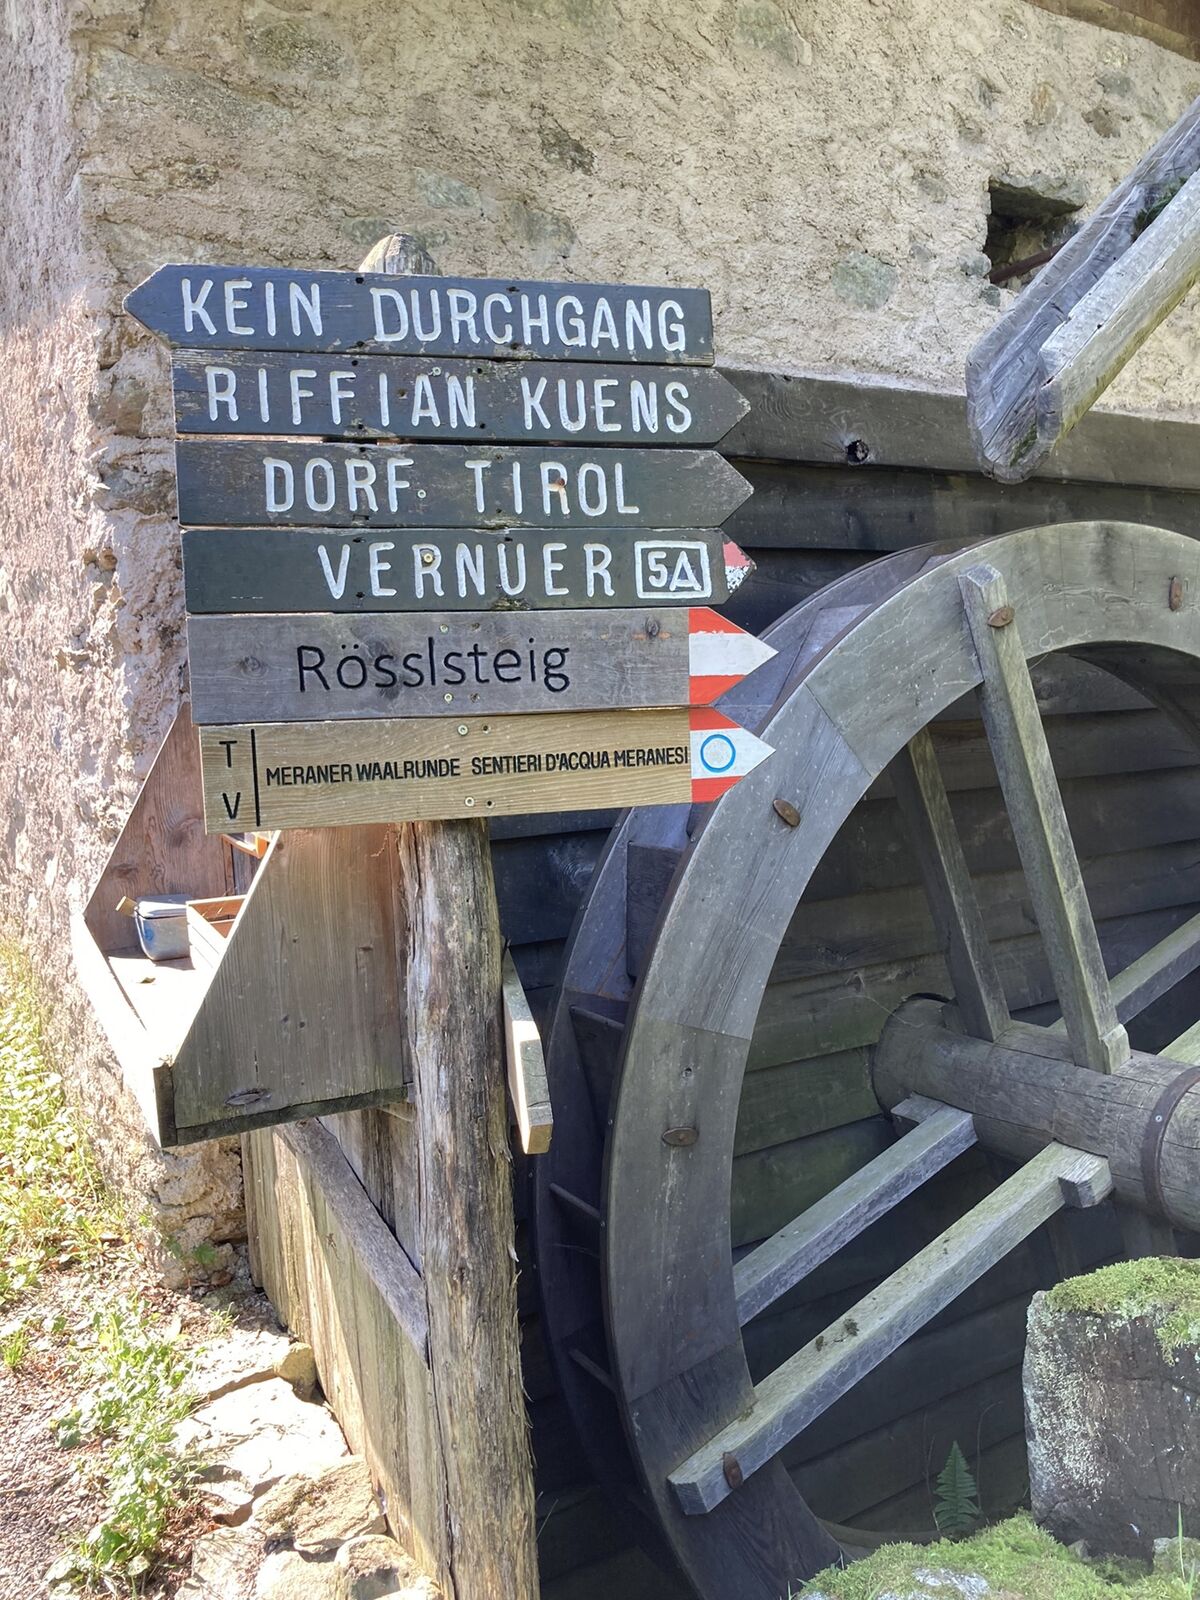 KEIN DURCHGANG
RIFFIAN KUENS
DORF TIROL
VERNUER 5A
Rösslsteig
T
V
MERANER WAALRUNDE SENTIERI D'ACQUA MERANESI